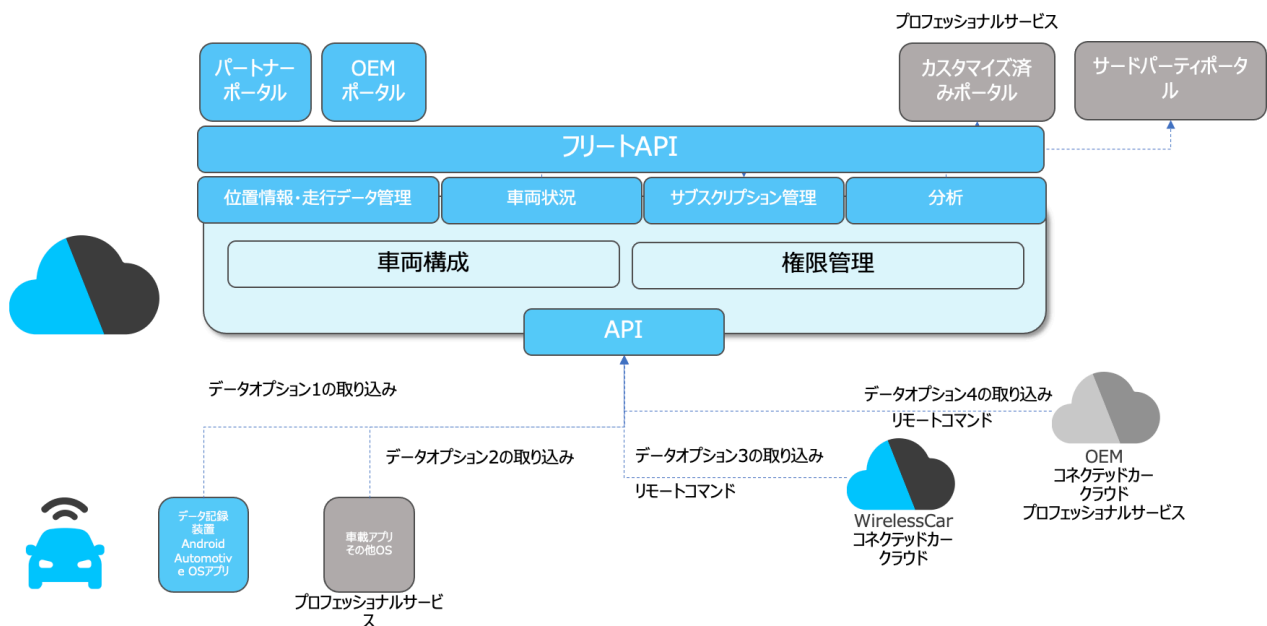 プロフェッショナルサービス
パートナー
ポータル
OEM
ポータル
カスタマイズ済
みポータル
サードパーティポータ
ル
フリートAPI
位置情報・走行データ管理
車両状況
サブスクリプション管理
分析
車両構成
権限管理
API
データオプション1の取り込み
データオプション4の取り込み
リモートコマンド
データオプション2の取り込み
データオプション3の取り込み
リモートコマンド
OEM
コネクテッドカー
クラウド
プロフェッショナルサービス
データ記録
装置
Android
Automotiv
e OSアプリ
車載アプリ
その他OS
WirelessCar
コネクテッドカー
クラウド
プロフェッショナルサービ
ス